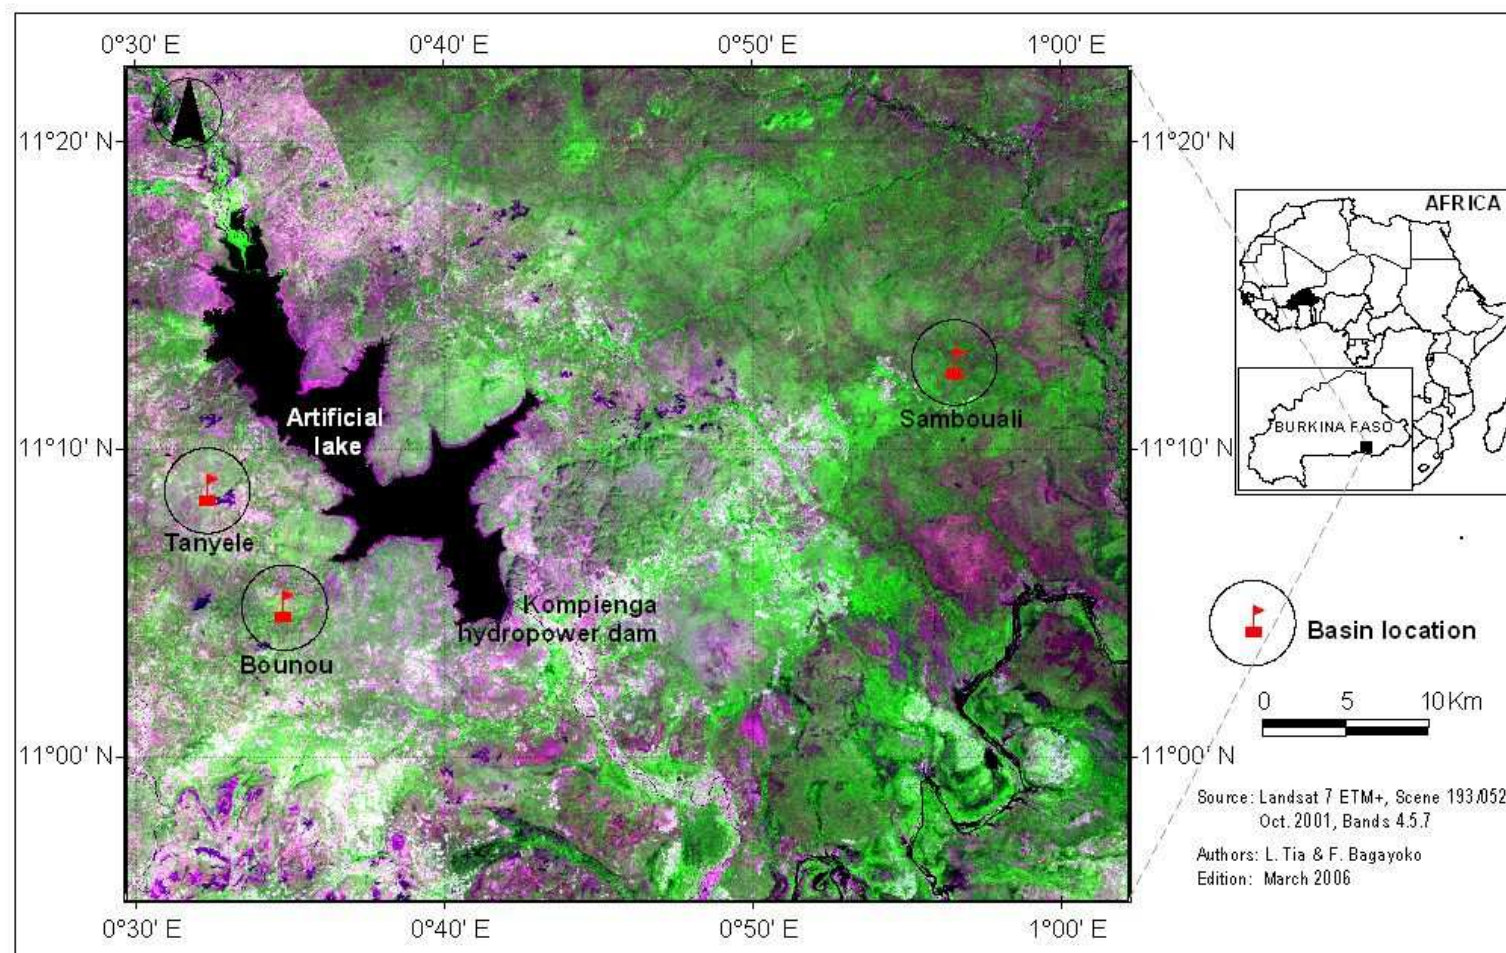 0°30' E
0°40' E
0°50' E
1°00' E
11°20' N
11°20' N
AFRICA
Artificial
lake
Sambouali
11°10' N
11°10' N
BURKINA FASO
Tanyele
Kompienga
hydropower dam
Bounou
Basin location
0 5 10Km
11°00' N
11°00' N
Source: Landsat 7 ETM+, Scene 193/052
Oct. 2001, Bands 4.5.7
Authors: L. Tia & F. Bagayoko
Edition: March 2006
0°30' E
0°40' E
0°50' E
1°00' E